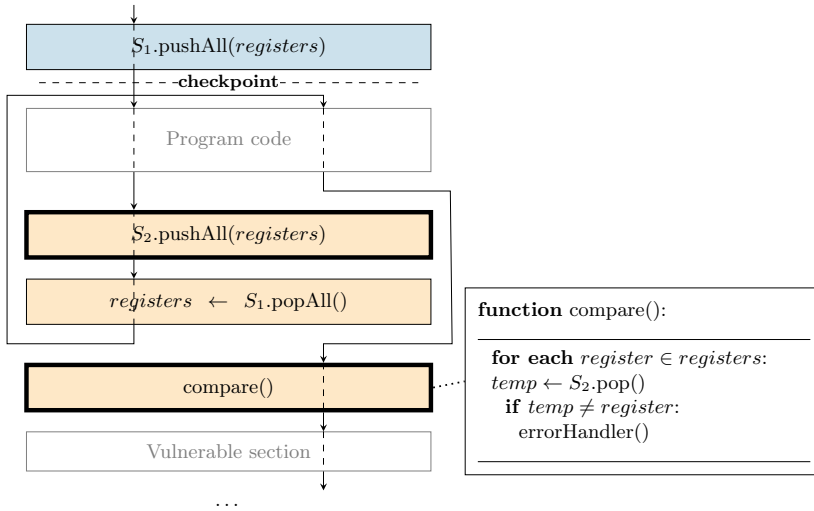 S₁.pushAll(registers)
checkpoint
Program code
S₂.pushAll(registers)
registers ← S₁.popAll()
compare()
Vulnerable section
...
function compare():
for each register ∈ registers:
temp ← S₂.pop()
if temp ≠ register:
errorHandler()